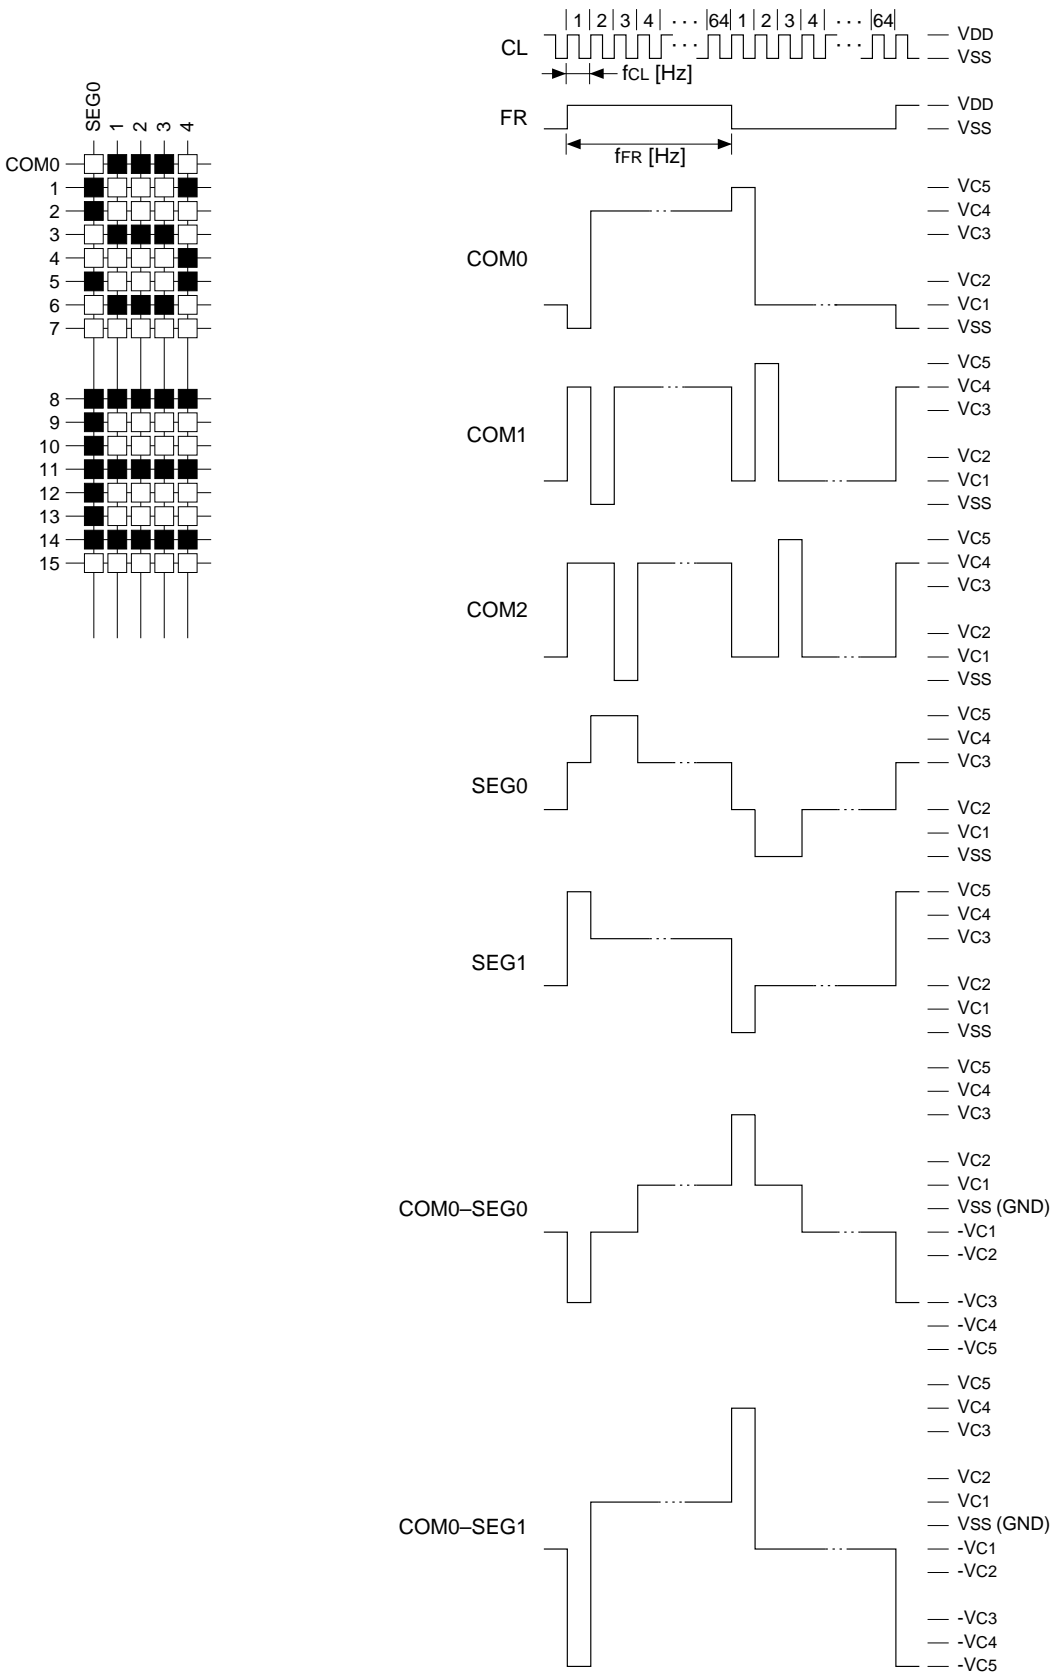 1 2 3 4 ··· 64 1 2 3 4 ··· 64
CL
··· ···
VDD
VSS
fCL [Hz]
FR
VDD
VSS
fFR [Hz]
SEG0
1
2
3
4
COM0
1
2
3
4
5
6
7
8
9
10
11
12
13
14
15
COM0
VC5
VC4
VC3
VC2
VC1
VSS
COM1
VC5
VC4
VC3
VC2
VC1
VSS
COM2
VC5
VC4
VC3
VC2
VC1
VSS
SEG0
VC5
VC4
VC3
VC2
VC1
VSS
SEG1
VC5
VC4
VC3
VC2
VC1
VSS
COM0–SEG0
VC5
VC4
VC3
VC2
VC1
VSS (GND)
-VC1
-VC2
-VC3
-VC4
-VC5
COM0–SEG1
VC5
VC4
VC3
VC2
VC1
VSS (GND)
-VC1
-VC2
-VC3
-VC4
-VC5